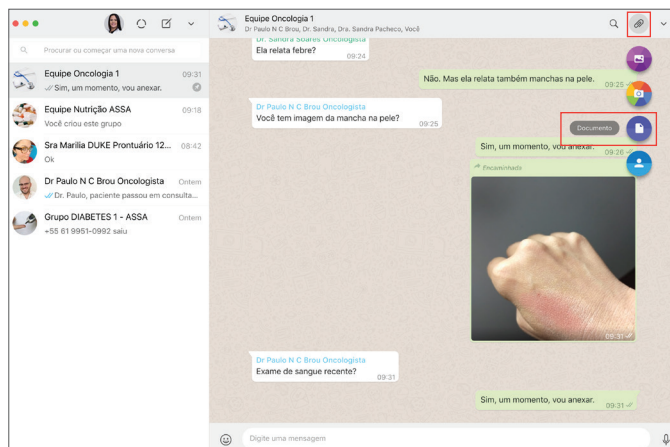 Equipe Oncologia 1
Dr Paulo N C Brou, Dr. Sandro, Dra. Sandra Pacheco, Você
Procurar ou começar uma nova conversa
Equipe Oncologia 1 09:31
Sim, um momento, vou anexar.
Equipe Nutrição ASSA 09:18
Você criou este grupo
Sra Marilia DUKE Prontuário 12... 08:42
Ok
Dr Paulo N C Brou Oncologista Ontem
Dr. Paulo, paciente passou em consulta...
Grupo DIABETES 1 - ASSA Ontem
+55 61 9951-0992 saiu
Dr. Sandra Soares Oncologista
Ela relata febre?
09:24
Não. Mas ela relata também manchas na pele.
09:25
Dr Paulo N C Brou Oncologista
Você tem imagem da mancha na pele?
09:25
Documento
Sim, um momento, vou anexar.
09:26
Encaminhada
09:31
Dr Paulo N C Brou Oncologista
Exame de sangue recente?
09:31
Sim, um momento, vou anexar.
09:31
Digite uma mensagem